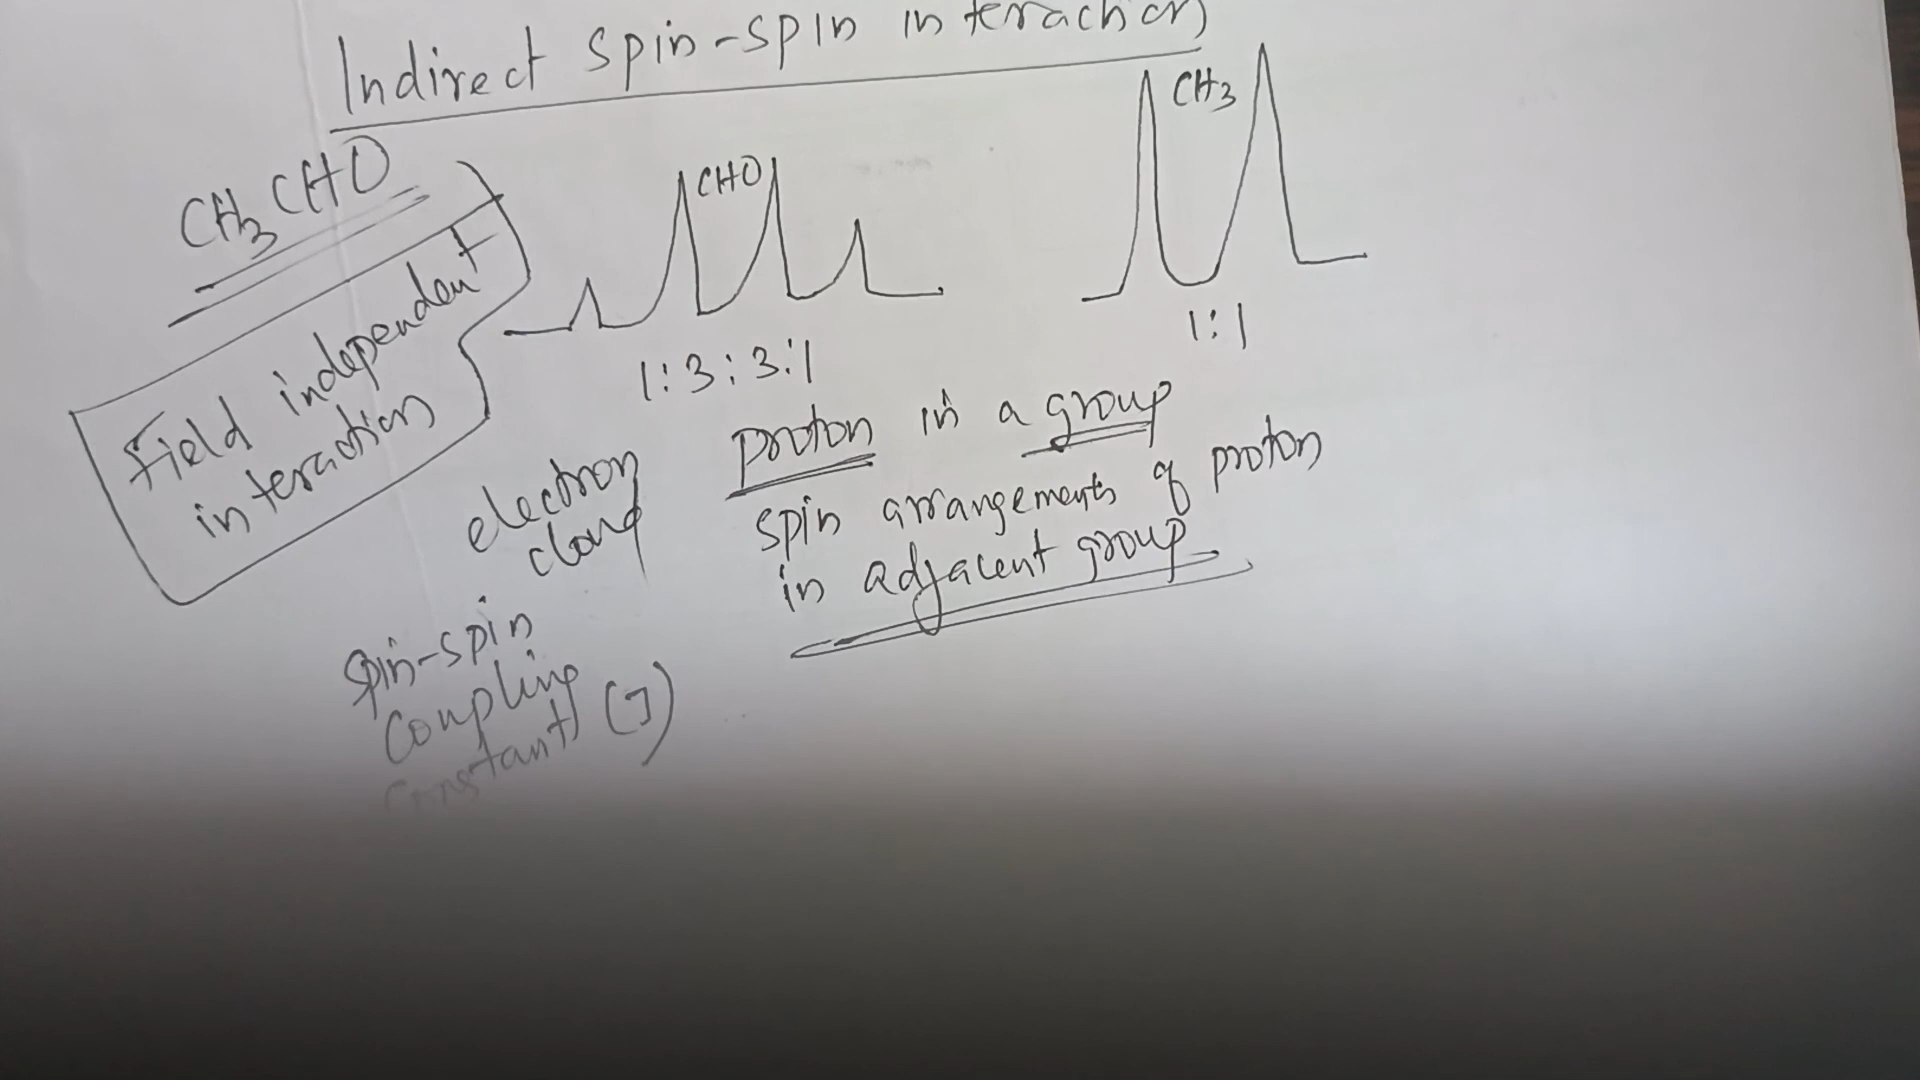 Indirect spin-spin interaction
CH3CHO
CHO
CH3
1:3:3:1
1:1
Field independent
interaction
electron
cloud
proton in a group
spin arrangements of proton
in adjacent group
spin-spin
coupling
constant (J)